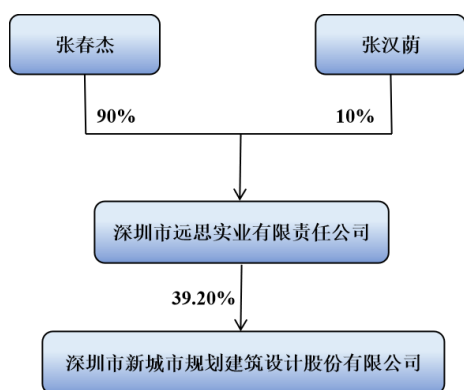 张春杰
张汉荫
90%
10%
深圳市远思实业有限责任公司
39.20%
深圳市新城市规划建筑设计股份有限公司